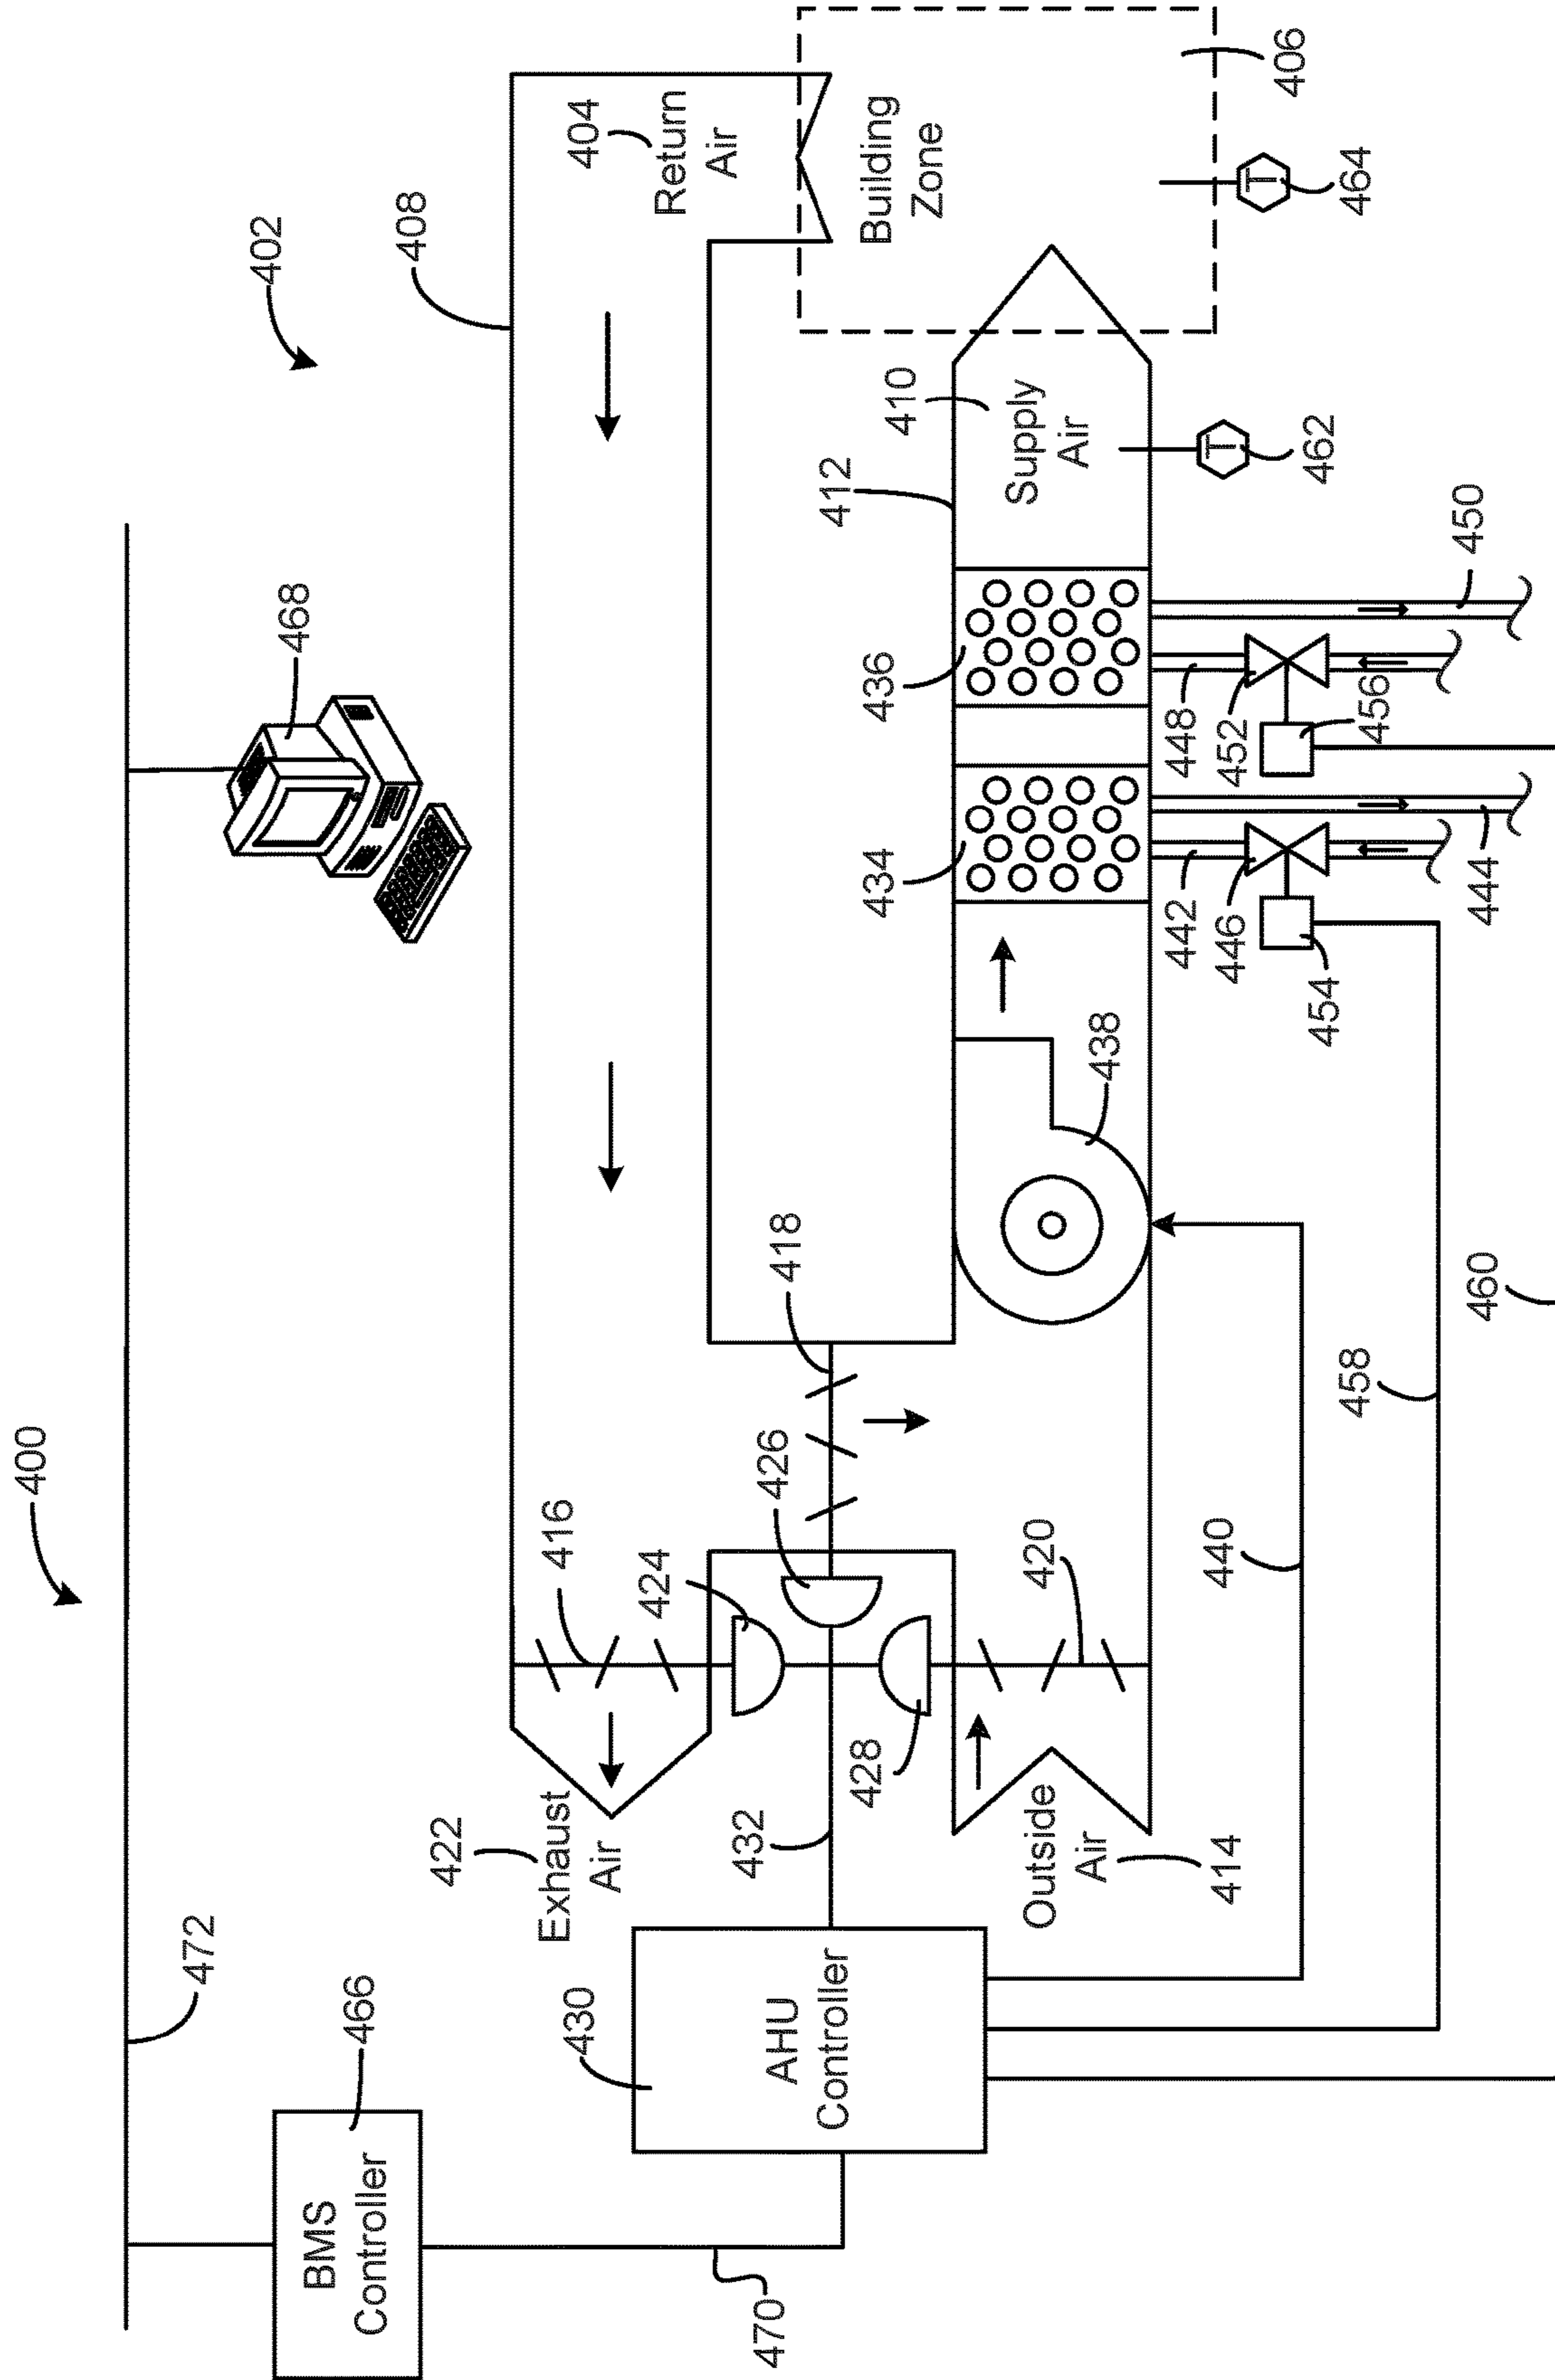 400
402
472
466
BMS
Controller
468
408
470
430
AHU
Controller
422
Exhaust
Air
416
424
426
418
404
Return
Air
432
428
Building
Zone
406
412
410
Supply
Air
434
436
438
Outside
Air
414
420
440
442
446
454
448
452
456
444
450
T
462
T
464
458
460